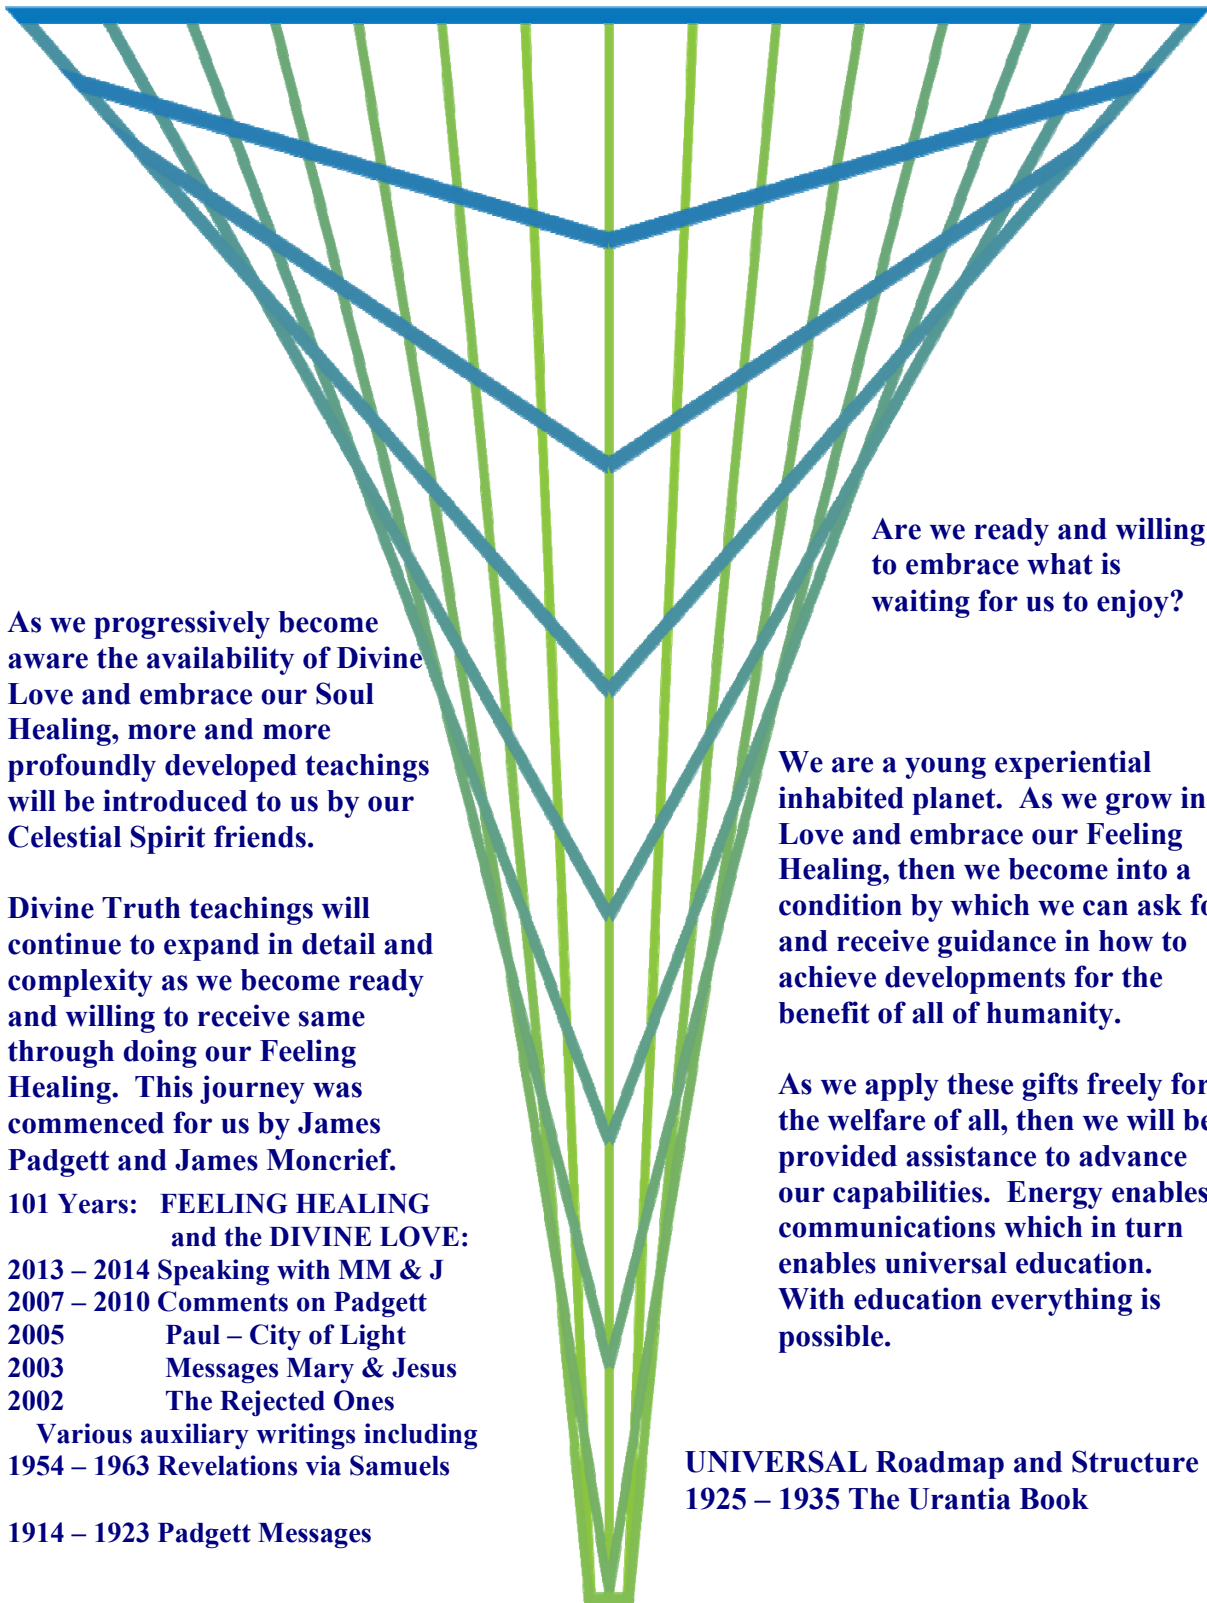 Are we ready and willing
to embrace what is
waiting for us to enjoy?
As we progressively become
aware the availability of Divine
Love and embrace our Soul
Healing, more and more
profoundly developed teachings
will be introduced to us by our
Celestial Spirit friends.
Divine Truth teachings will
continue to expand in detail and
complexity as we become ready
and willing to receive same
through doing our Feeling
Healing.  This journey was
commenced for us by James
Padgett and James Moncrief.
101 Years:   FEELING HEALING
and the DIVINE LOVE:
2013 – 2014 Speaking with MM & J
2007 – 2010 Comments on Padgett
2005 Paul – City of Light
2003 Messages Mary & Jesus
2002 The Rejected Ones
Various auxiliary writings including
1954 – 1963 Revelations via Samuels
1914 – 1923 Padgett Messages
We are a young experiential
inhabited planet.  As we grow in
Love and embrace our Feeling
Healing, then we become into a
condition by which we can ask fo
and receive guidance in how to
achieve developments for the
benefit of all of humanity.
As we apply these gifts freely for
the welfare of all, then we will be
provided assistance to advance
our capabilities.  Energy enables
communications which in turn
enables universal education.
With education everything is
possible.
UNIVERSAL Roadmap and Structure
1925 – 1935 The Urantia Book